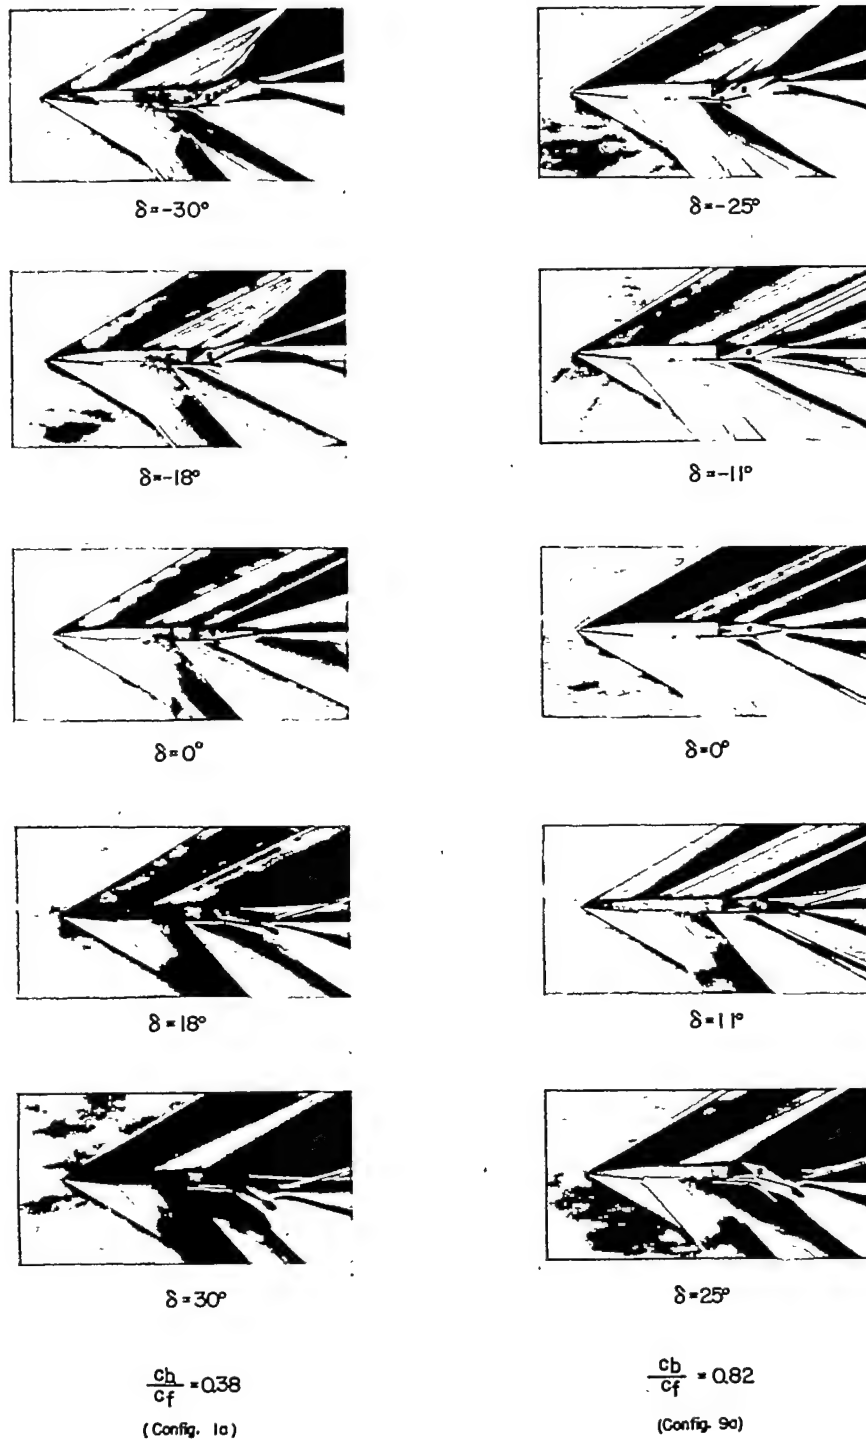 δ=-30°
δ=-25°
δ=-18°
δ=-11°
δ=0°
δ=0°
δ=18°
δ=11°
δ=30°
δ=25°
cb/cf = 0.38
(Config. 1a)
cb/cf = 0.82
(Config. 9a)